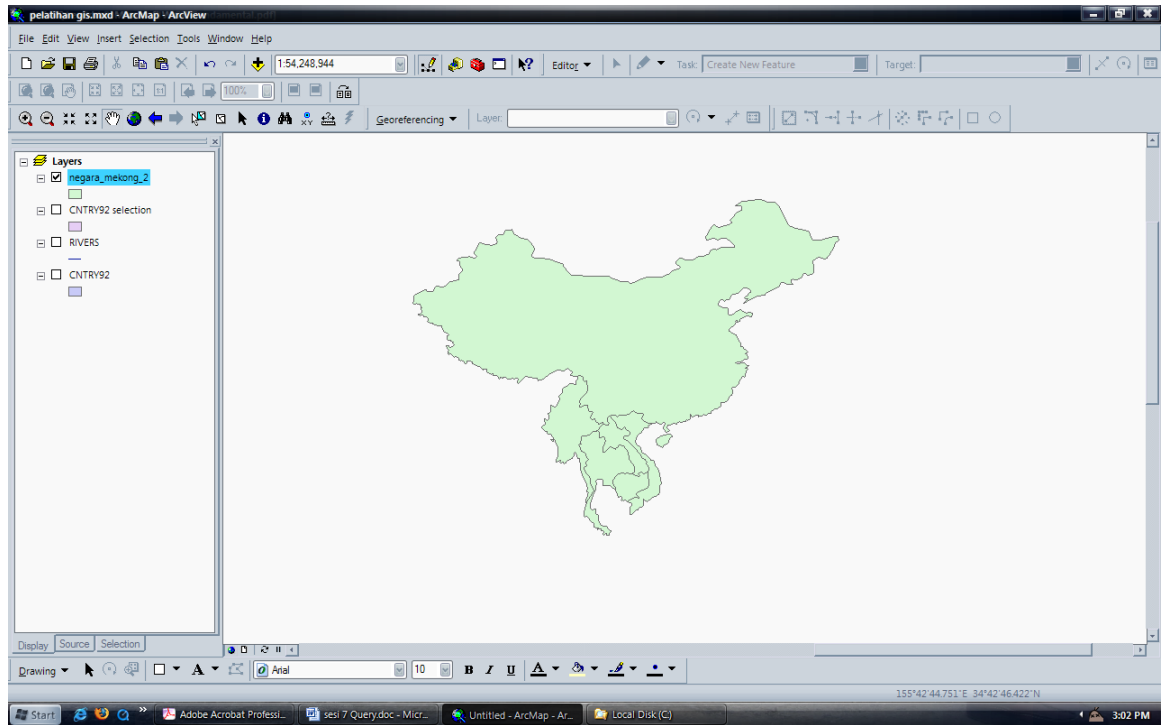 pelatihan gis.mxd - ArcMap - ArcView
File Edit View Insert Selection Tools Window Help
1:54,248,944 Editor Task: Create New Feature Target:
100%
Georeferencing Layer:
Layers
negara_mekong_2
CNTRY92 selection
RIVERS
CNTRY92
Display Source Selection
Drawing A Arial 10 B I U A
155°42'44.751"E 34°42'46.422"N
Start Adobe Acrobat Professi... sesi 7 Query.doc - Micr... Untitled - ArcMap - Ar... Local Disk (C:) 3:02 PM